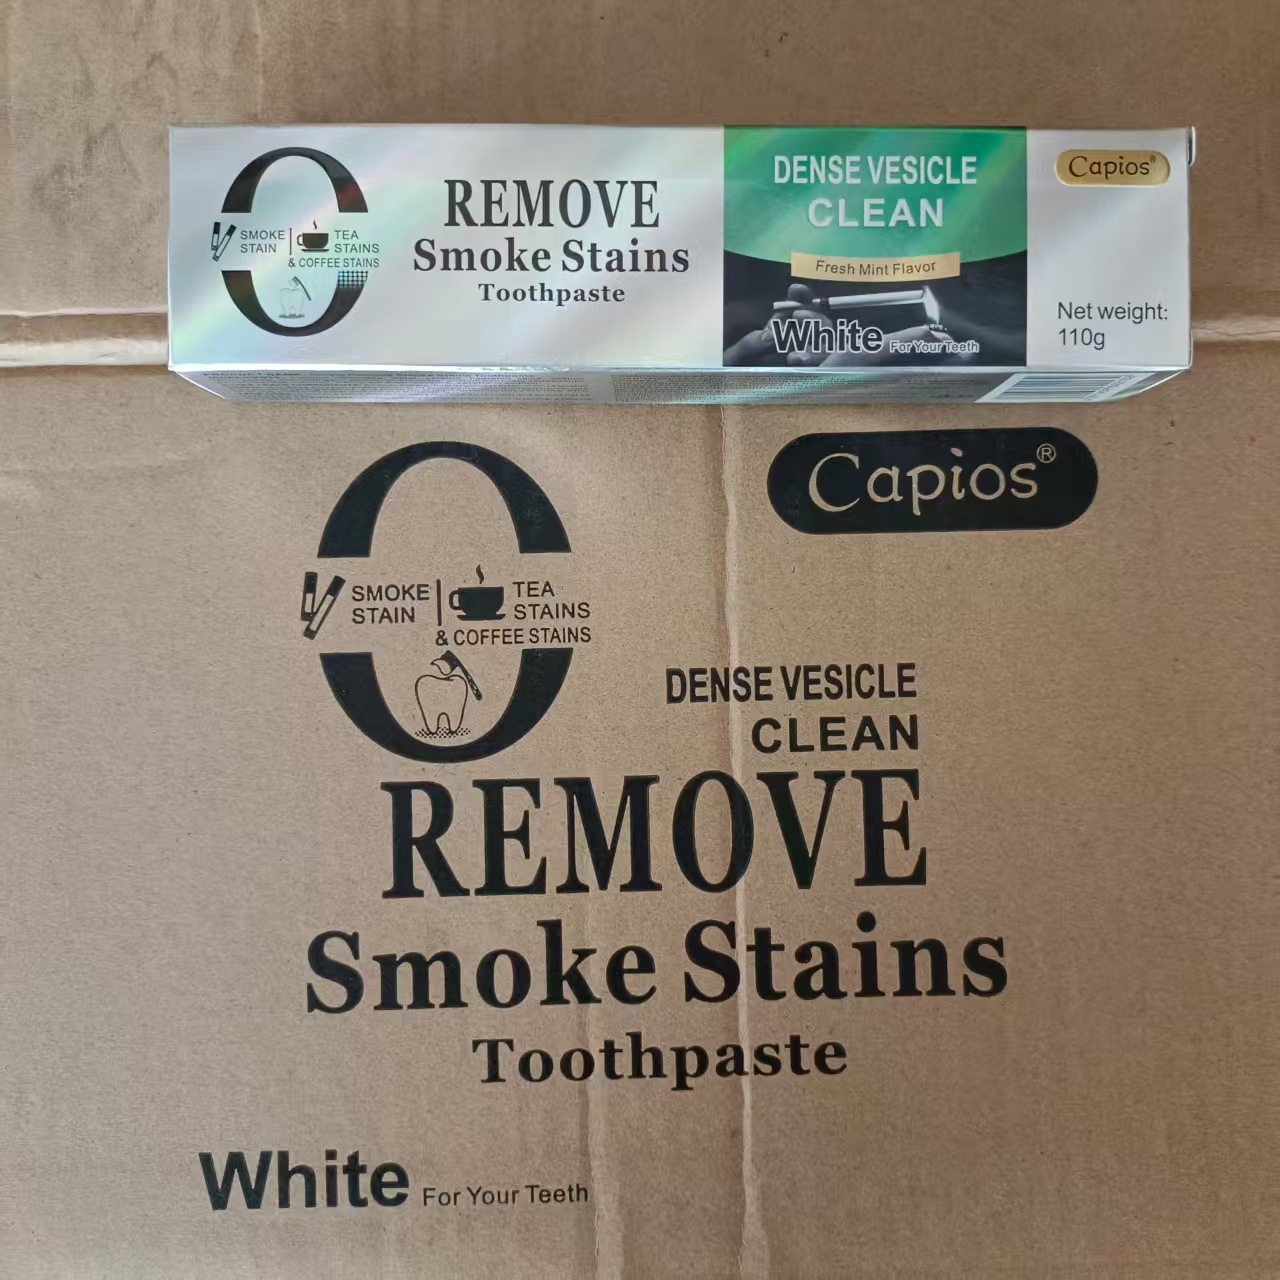 SMOKE STAIN
TEA STAINS
& COFFEE STAINS
REMOVE
Smoke Stains
Toothpaste
DENSE VESICLE
CLEAN
Fresh Mint Flavor
White For Your Teeth
Capios®
Net weight:
110g
Capios®
SMOKE STAIN
TEA STAINS
& COFFEE STAINS
DENSE VESICLE
CLEAN
REMOVE
Smoke Stains
Toothpaste
White For Your Teeth